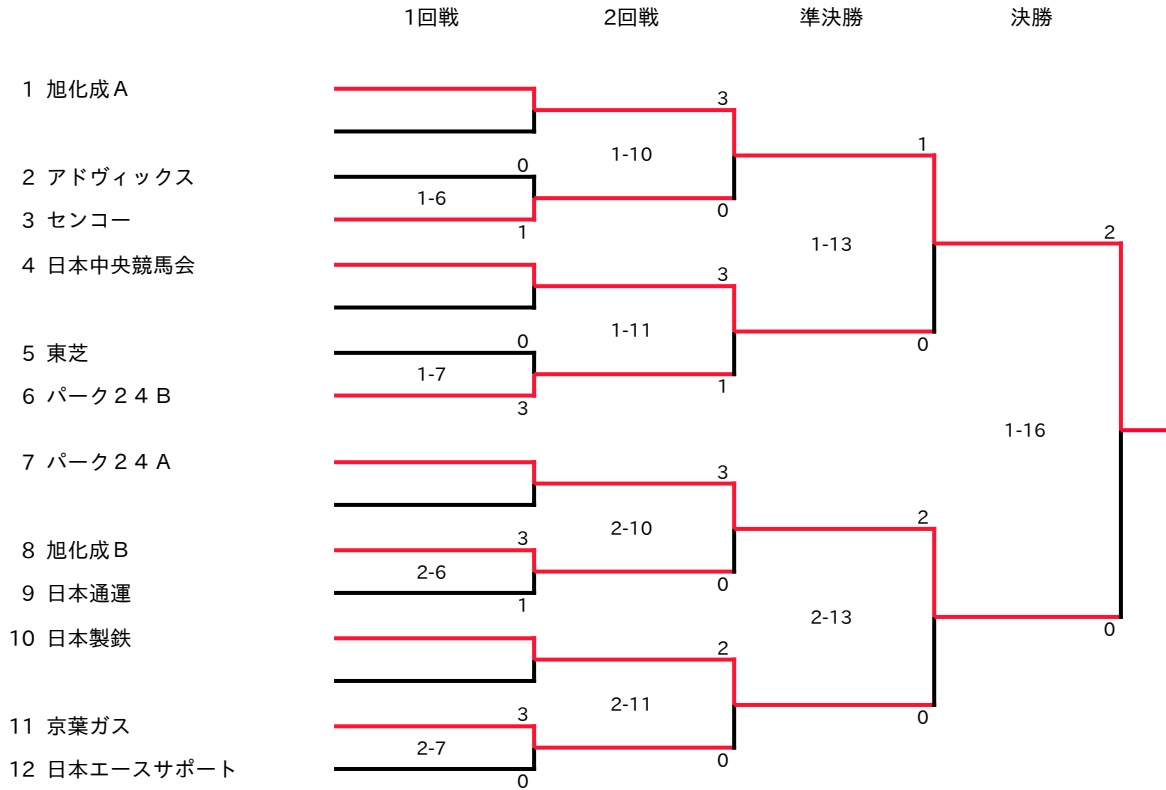 1回戦 2回戦 準決勝 決勝
1 旭化成A
3
1
1-10
0
2 アドヴィックス
1-6
3 センコー
0
1
1-13
2
4 日本中央競馬会
3
1-11
0
5 東芝
0
1-7
6 パーク24B
1
3
1-16
7 パーク24A
3
2
2-10
3
8 旭化成B
2-6
0
9 日本通運
1
2-13
0
10 日本製鉄
2
2-11
0
3
11 京葉ガス
2-7
0
12 日本エースサポート
0